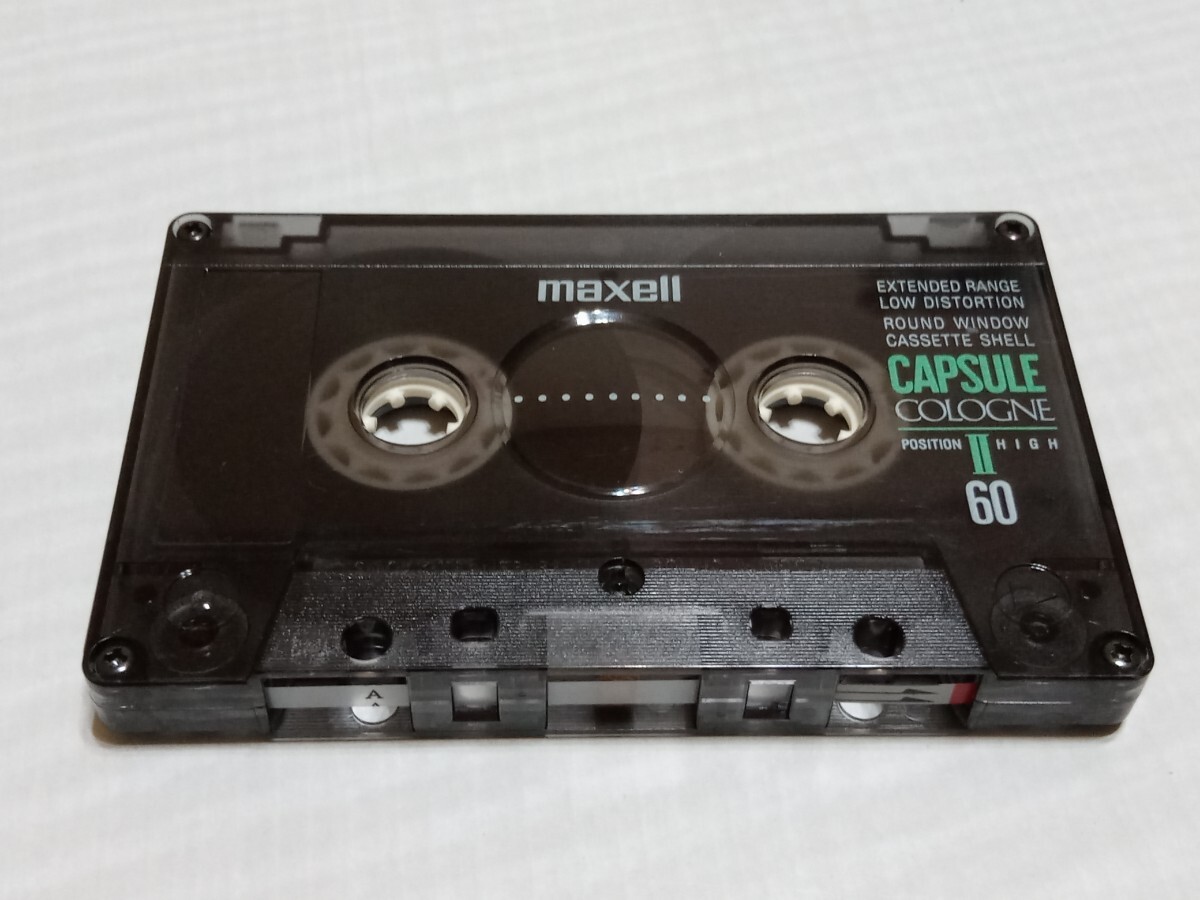 maxell
EXTENDED RANGE
LOW DISTORTION
ROUND WINDOW
CASSETTE SHELL
CAPSULE
COLOGNE
POSITION II HIGH
60
A